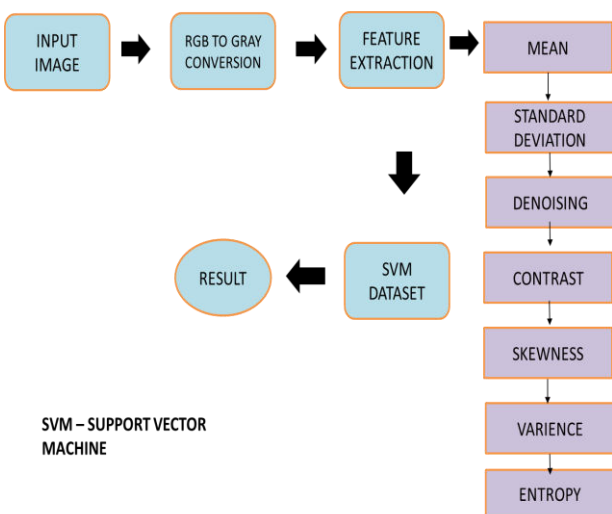 INPUT
IMAGE
RGB TO GRAY
CONVERSION
FEATURE
EXTRACTION
MEAN
STANDARD
DEVIATION
DENOISING
CONTRAST
SKEWNESS
VARIENCE
ENTROPY
SVM
DATASET
RESULT
SVM – SUPPORT VECTOR
MACHINE